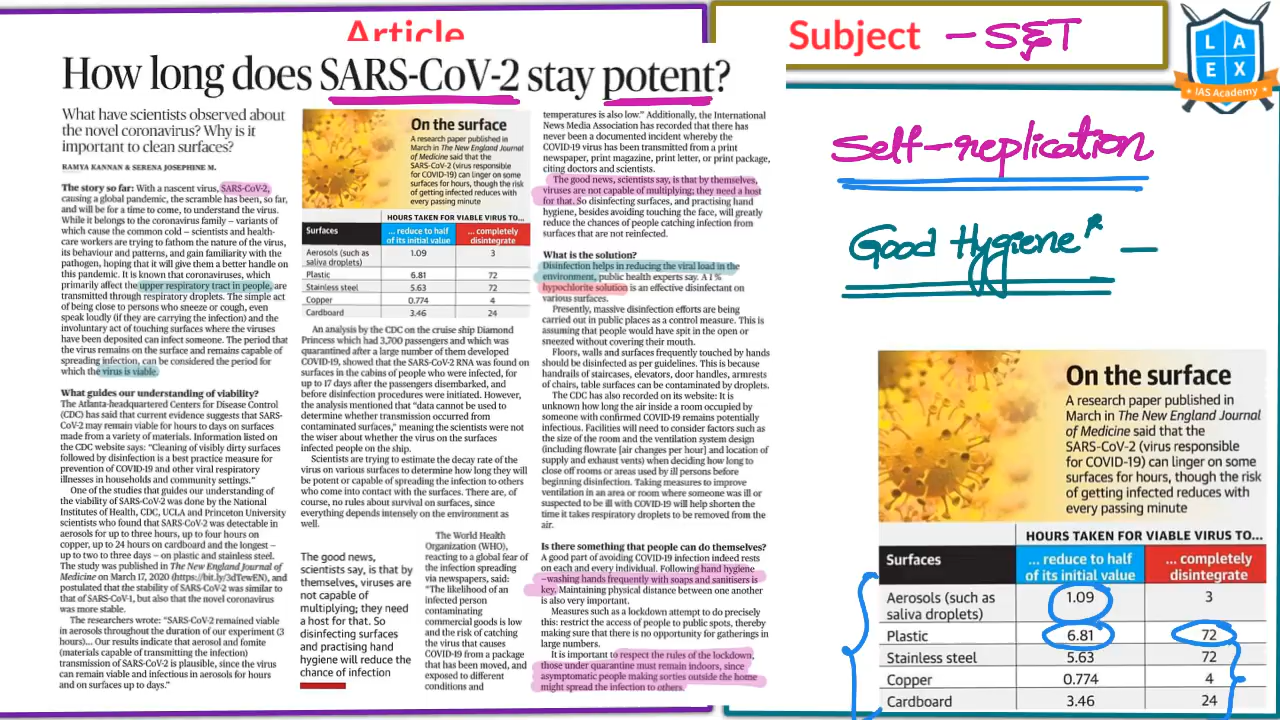 Article
How long does SARS-CoV-2 stay potent?
What have scientists observed about
the novel coronavirus? Why is it
important to clean surfaces?
RAMYA KANNAN & SERENA JOSEPHINE M.
The story so far: With a nascent virus, SARS-CoV-2,
causing a global pandemic, the scramble has been, so far,
and will be for a time to come, to understand the virus.
While it belongs to the coronavirus family – variants of
which cause the common cold – scientists and health-
care workers are trying to fathom the nature of the virus,
its behaviour and patterns, and gain familiarity with the
pathogen, hoping that it will give them a better handle on
this pandemic. It is known that coronaviruses, which
primarily affect the upper respiratory tract in people, are
transmitted through respiratory droplets. The simple act
of being close to persons who sneeze or cough, even
speak loudly (if they are carrying the infection) and the
involuntary act of touching surfaces where the viruses
have been deposited can infect someone. The period that
the virus remains on the surface and remains capable of
spreading infection, can be considered the period for
which the virus is viable.
What guides our understanding of viability?
The Atlanta-headquartered Centers for Disease Control
(CDC) has said that current evidence suggests that SARS-
CoV-2 may remain viable for hours to days on surfaces
made from a variety of materials. Information listed on
the CDC website says: “Cleaning of visibly dirty surfaces
followed by disinfection is a best practice measure for
prevention of COVID-19 and other viral respiratory
illnesses in households and community settings.”
One of the studies that guides our understanding of
the viability of SARS-CoV-2 was done by the National
Institutes of Health, CDC, UCLA and Princeton University
scientists who found that SARS-CoV-2 was detectable in
aerosols for up to three hours, up to four hours on
copper, up to 24 hours on cardboard and the longest –
up to two to three days – on plastic and stainless steel.
The study was published in The New England Journal of
Medicine on March 17, 2020 (https://bit.ly/3dTewEN), and
postulated that the stability of SARS-CoV-2 was similar to
that of SARS-CoV-1, but also that the novel coronavirus
was more stable.
The researchers wrote: “SARS-CoV-2 remained viable
in aerosols throughout the duration of our experiment (3
hours)... Our results indicate that aerosol and fomite
(materials capable of transmitting the infection)
transmission of SARS-CoV-2 is plausible, since the virus
can remain viable and infectious in aerosols for hours
and on surfaces up to days.”
On the surface
A research paper published in
March in The New England Journal
of Medicine said that the
SARS-CoV-2 (virus responsible
for COVID-19) can linger on some
surfaces for hours, though the risk
of getting infected reduces with
every passing minute
HOURS TAKEN FOR VIABLE VIRUS TO...
Surfaces ... reduce to half of its initial value ... completely disintegrate
Aerosols (such as saliva droplets) 1.09 3
Plastic 6.81 72
Stainless steel 5.63 72
Copper 0.774 4
Cardboard 3.46 24
An analysis by the CDC on the cruise ship Diamond
Princess which had 3,700 passengers and which was
quarantined after a large number of them developed
COVID-19, showed that the SARS-CoV-2 RNA was found on
surfaces in the cabins of people who were infected, for
up to 17 days after the passengers disembarked, and
before disinfection procedures were initiated. However,
the analysis mentioned that “data cannot be used to
determine whether transmission occurred from
contaminated surfaces,” meaning the scientists were not
the wiser about whether the virus on the surfaces
infected people on the ship.
Scientists are trying to estimate the decay rate of the
virus on various surfaces to determine how long they will
be potent or capable of spreading the infection to others
who come into contact with the surfaces. There are, of
course, no rules about survival on surfaces, since
everything depends intensely on the environment as
well.
The good news,
scientists say, is that by
themselves, viruses are
not capable of
multiplying; they need
a host for that. So
disinfecting surfaces
and practising hand
hygiene will reduce the
chance of infection
The World Health
Organization (WHO),
reacting to a global fear of
the infection spreading
via newspapers, said:
“The likelihood of an
infected person
contaminating
commercial goods is low
and the risk of catching
the virus that causes
COVID-19 from a package
that has been moved, and
exposed to different
conditions and
temperatures is also low.” Additionally, the International
News Media Association has recorded that there has
never been a documented incident whereby the
COVID-19 virus has been transmitted from a print
newspaper, print magazine, print letter, or print package,
citing doctors and scientists.
The good news, scientists say, is that by themselves,
viruses are not capable of multiplying; they need a host
for that. So disinfecting surfaces, and practising hand
hygiene, besides avoiding touching the face, will greatly
reduce the chances of people catching infection from
surfaces that are not reinfected.
What is the solution?
Disinfection helps in reducing the viral load in the
environment, public health experts say. A 1%
hypochlorite solution is an effective disinfectant on
various surfaces.
Presently, massive disinfection efforts are being
carried out in public places as a control measure. This is
assuming that people would have spit in the open or
sneezed without covering their mouth.
Floors, walls and surfaces frequently touched by hands
should be disinfected as per guidelines. This is because
handrails of staircases, elevators, door handles, armrests
of chairs, table surfaces can be contaminated by droplets.
The CDC has also recorded on its website: It is
unknown how long the air inside a room occupied by
someone with confirmed COVID-19 remains potentially
infectious. Facilities will need to consider factors such as
the size of the room and the ventilation system design
(including flowrate [air changes per hour] and location of
supply and exhaust vents) when deciding how long to
close off rooms or areas used by ill persons before
beginning disinfection. Taking measures to improve
ventilation in an area or room where someone was ill or
suspected to be ill with COVID-19 will help shorten the
time it takes respiratory droplets to be removed from the
air.
Is there something that people can do themselves?
A good part of avoiding COVID-19 infection indeed rests
on each and every individual. Following hand hygiene
–washing hands frequently with soaps and sanitisers is
key. Maintaining physical distance between one another
is also very important.
Measures such as a lockdown attempt to do precisely
this: restrict the access of people to public spots, thereby
making sure that there is no opportunity for gatherings in
large numbers.
It is important to respect the rules of the lockdown,
those under quarantine must remain indoors, since
asymptomatic people making sorties outside the home
might spread the infection to others.
Subject - S&T
LAEX
IAS Academy
Self-replication
Good Hygiene* -
On the surface
A research paper published in
March in The New England Journal
of Medicine said that the
SARS-CoV-2 (virus responsible
for COVID-19) can linger on some
surfaces for hours, though the risk
of getting infected reduces with
every passing minute
HOURS TAKEN FOR VIABLE VIRUS TO...
Surfaces ... reduce to half of its initial value ... completely disintegrate
Aerosols (such as saliva droplets) 1.09 3
Plastic 6.81 72
Stainless steel 5.63 72
Copper 0.774 4
Cardboard 3.46 24